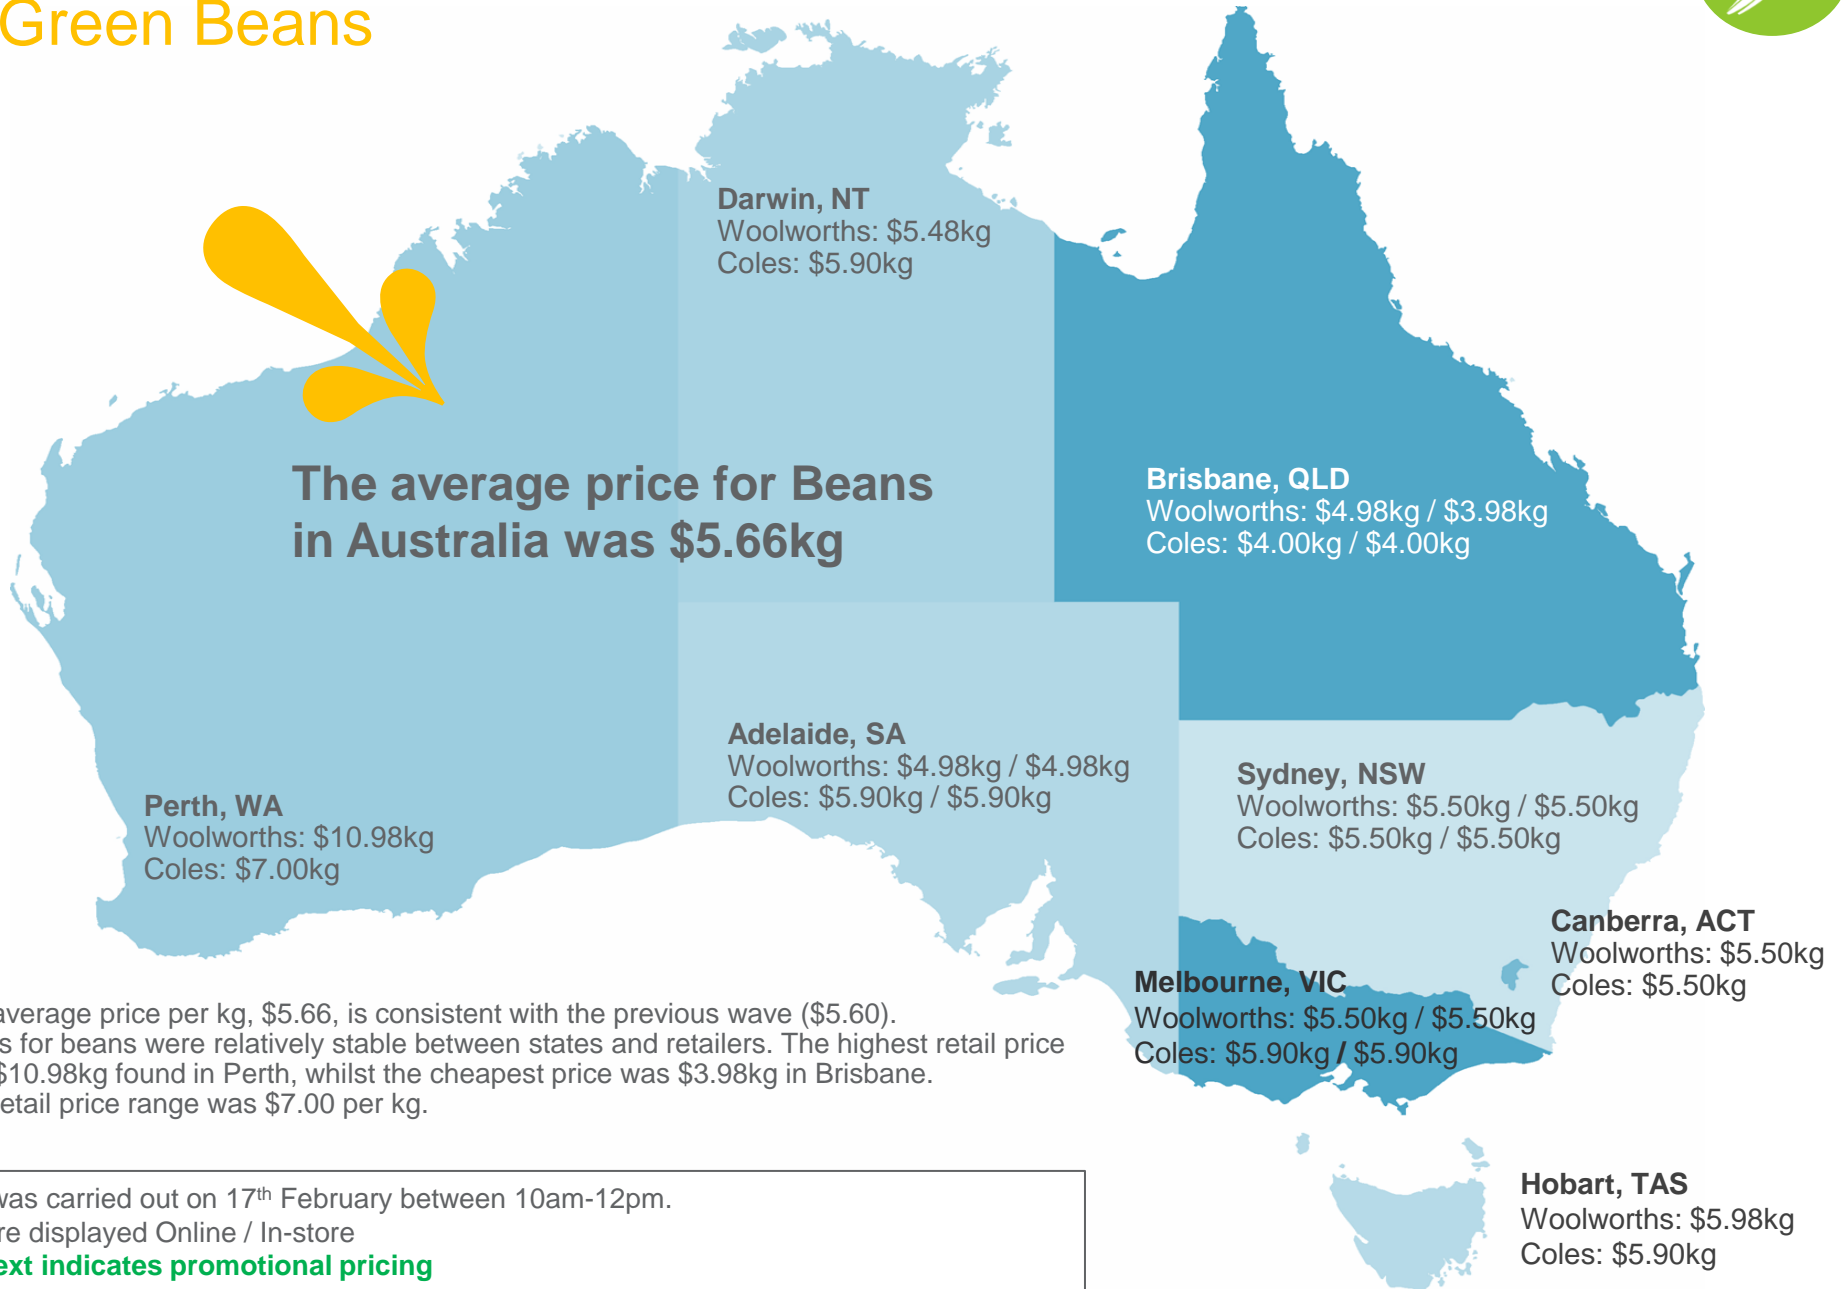 Green Beans
Darwin, NT
Woolworths: $5.48kg
Coles: $5.90kg
The average price for Beans
in Australia was $5.66kg
Brisbane, QLD
Woolworths: $4.98kg / $3.98kg
Coles: $4.00kg / $4.00kg
Adelaide, SA
Woolworths: $4.98kg / $4.98kg
Coles: $5.90kg / $5.90kg
Sydney, NSW
Woolworths: $5.50kg / $5.50kg
Coles: $5.50kg / $5.50kg
Perth, WA
Woolworths: $10.98kg
Coles: $7.00kg
Canberra, ACT
Woolworths: $5.50kg
Coles: $5.50kg
Melbourne, VIC
Woolworths: $5.50kg / $5.50kg
Coles: $5.90kg / $5.90kg
average price per kg, $5.66, is consistent with the previous wave ($5.60).
for beans were relatively stable between states and retailers. The highest retail price
$10.98kg found in Perth, whilst the cheapest price was $3.98kg in Brisbane.
price range was $7.00 per kg.
was carried out on 17th February between 10am-12pm.
displayed Online / In-store
indicates promotional pricing
Hobart, TAS
Woolworths: $5.98kg
Coles: $5.90kg